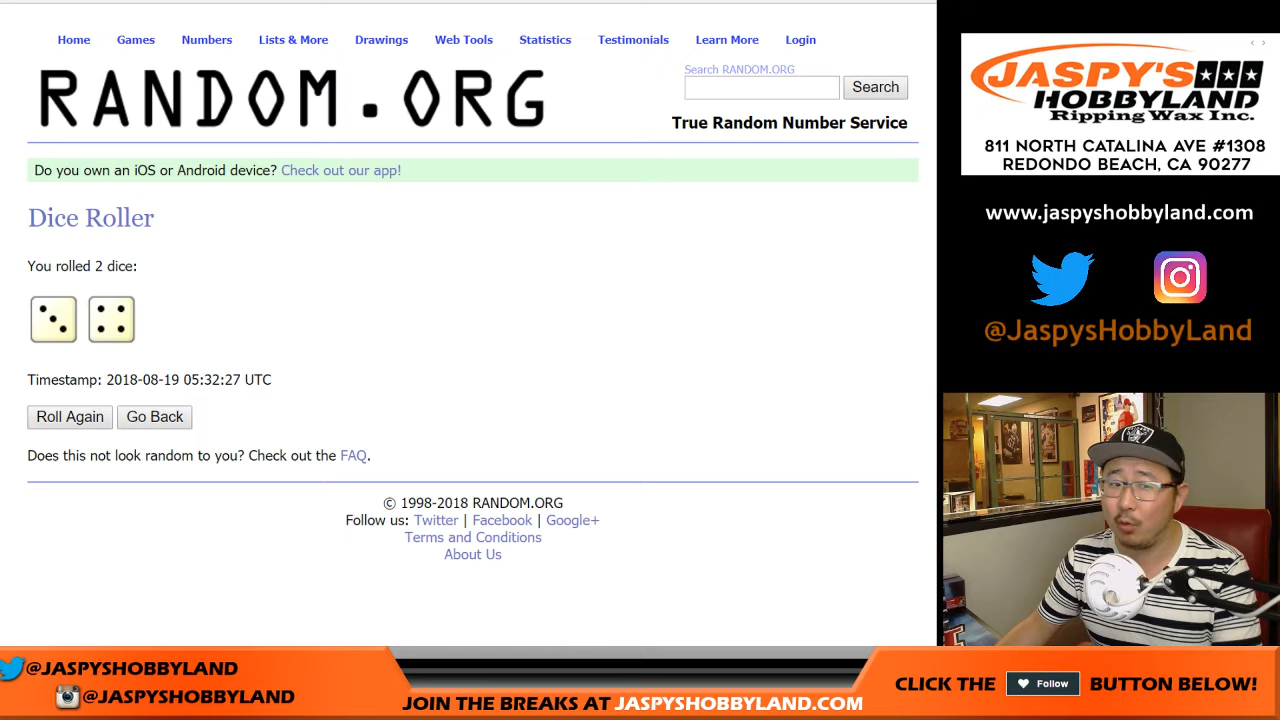 Home Games Numbers Lists & More Drawings Web Tools Statistics Testimonials Learn More Login
RANDOM.ORG
Search RANDOM.ORG
Search
True Random Number Service
Do you own an iOS or Android device? Check out our app!
Dice Roller
You rolled 2 dice:
Timestamp: 2018-08-19 05:32:27 UTC
Roll Again Go Back
Does this not look random to you? Check out the FAQ.
© 1998-2018 RANDOM.ORG
Follow us: Twitter | Facebook | Google+
Terms and Conditions
About Us
JASPY'S
HOBBYLAND
Ripping Wax Inc.
811 NORTH CATALINA AVE #1308
REDONDO BEACH, CA 90277
www.jaspyshobbyland.com
@JaspysHobbyLand
@JASPYSHOBBYLAND
@JASPYSHOBBYLAND
JOIN THE BREAKS AT JASPYSHOBBYLAND.COM
CLICK THE Follow BUTTON BELOW!